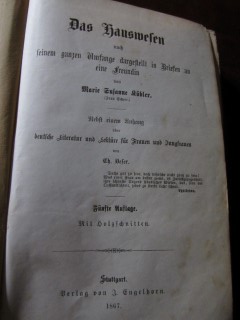 Das Hauswesen
nach
seinem ganzen Umfange dargestellt in Briefen an
eine Freundin
von
Marie Susanne Kübler.
Nebst einem Anhang
über
deutsche Literatur und Lektüre für Frauen und Jungfrauen
von
Ch. Beser.
Fünfte Auflage.
Mit Holzschnitten.
Stuttgart.
Verlag von J. Engelhorn.
1867.